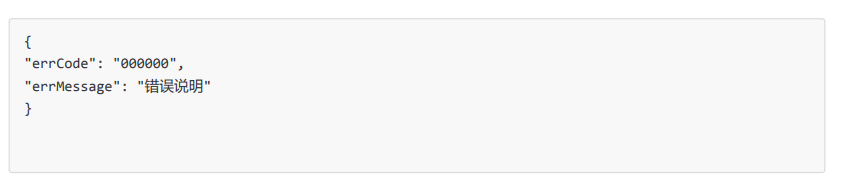 {
"errCode": "000000",
"errMessage": "错误说明"
}